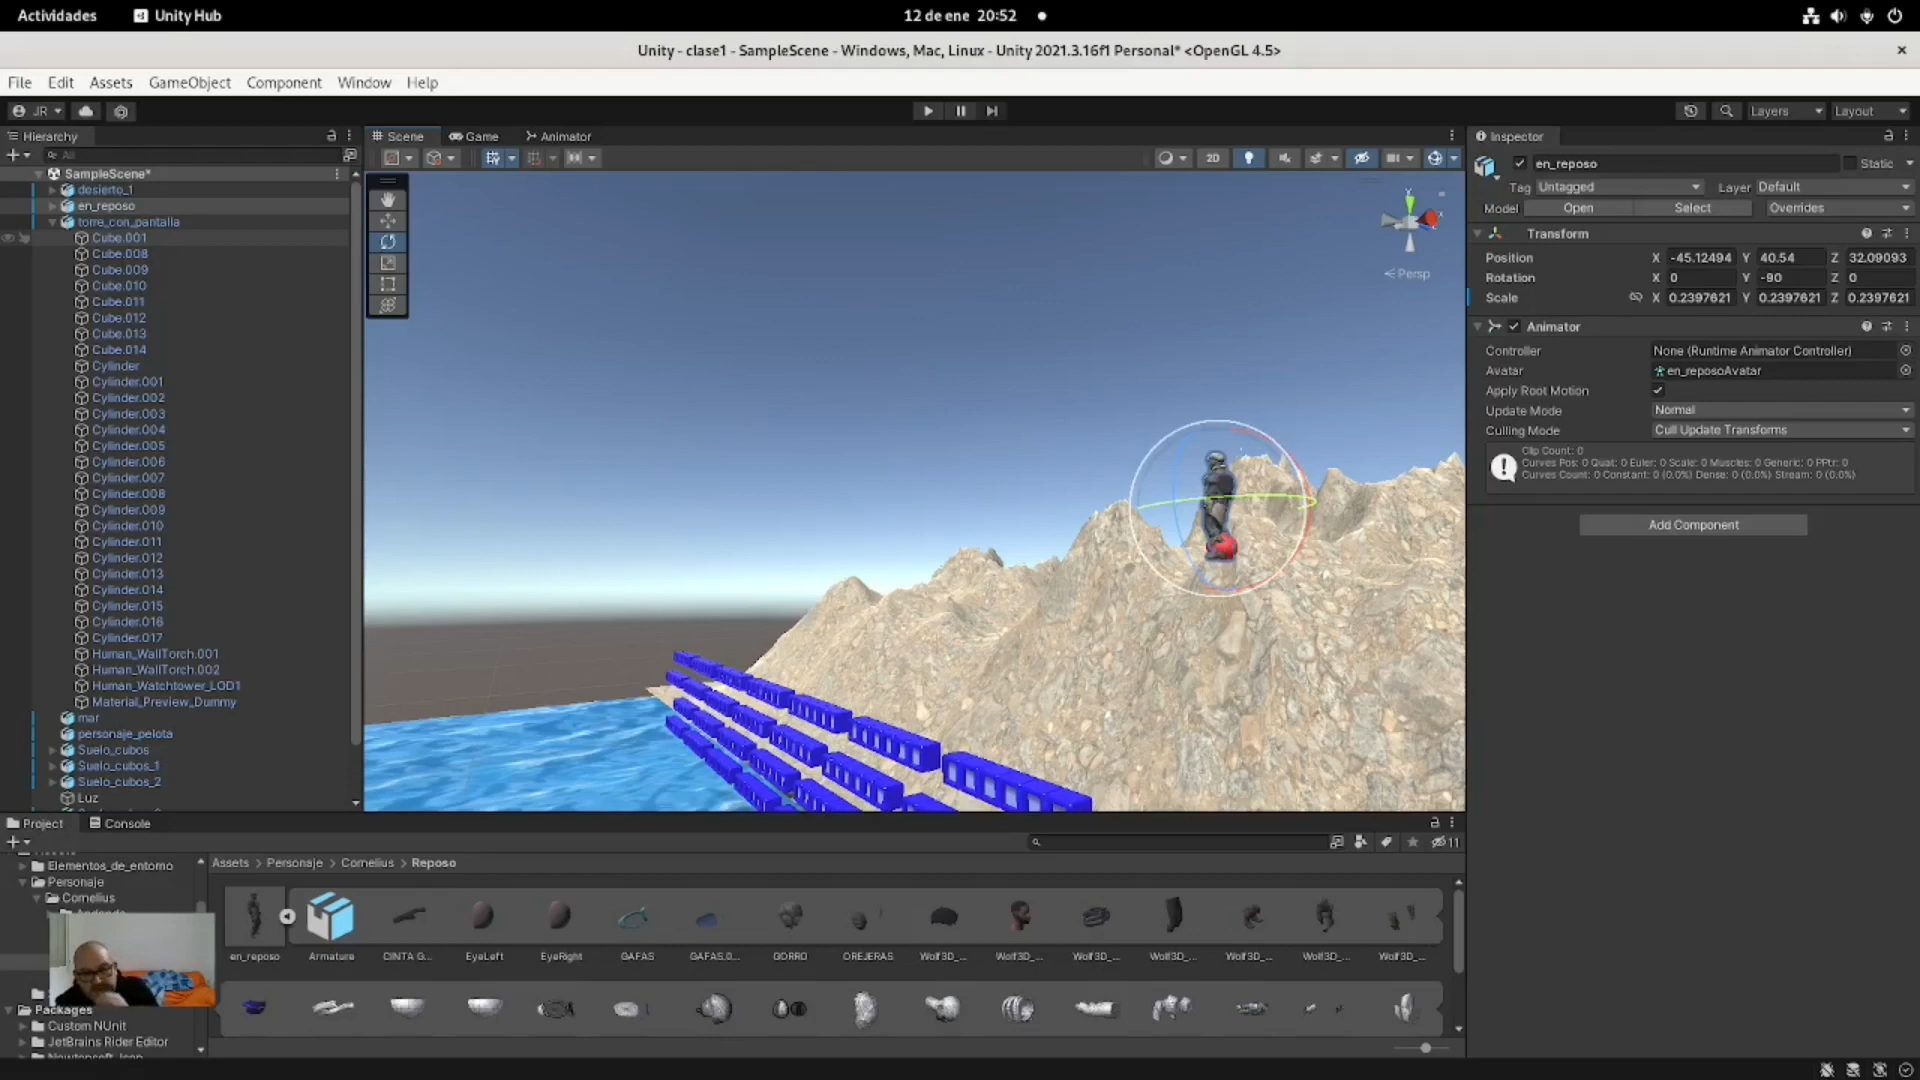 Actividades
Unity Hub
12 de ene 20:52
Unity - clase1 - SampleScene - Windows, Mac, Linux - Unity 2021.3.16f1 Personal* <OpenGL 4.5>
File Edit Assets GameObject Component Window Help
JR
Layers
Layout
Hierarchy
All
SampleScene*
desierto_1
en_reposo
torre_con_pantalla
Cube.001
Cube.008
Cube.009
Cube.010
Cube.011
Cube.012
Cube.013
Cube.014
Cylinder
Cylinder.001
Cylinder.002
Cylinder.003
Cylinder.004
Cylinder.005
Cylinder.006
Cylinder.007
Cylinder.008
Cylinder.009
Cylinder.010
Cylinder.011
Cylinder.012
Cylinder.013
Cylinder.014
Cylinder.015
Cylinder.016
Cylinder.017
Human_WallTorch.001
Human_WallTorch.002
Human_Watchtower_LOD1
Material_Preview_Dummy
mar
personaje_pelota
Suelo_cubos
Suelo_cubos_1
Suelo_cubos_2
Luz
Scene
Game
Animator
2D
Y
Persp
Inspector
en_reposo
Static
Tag Untagged Layer Default
Model Open Select Overrides
Transform
Position X -45.12494 Y 40.54 Z 32.09093
Rotation X 0 Y -90 Z 0
Scale X 0.2397621 Y 0.2397621 Z 0.2397621
Animator
Controller None (Runtime Animator Controller)
Avatar en_reposoAvatar
Apply Root Motion
Update Mode Normal
Culling Mode Cull Update Transforms
Clip Count: 0
Curves Pos: 0 Quat: 0 Euler: 0 Scale: 0 Muscles: 0 Generic: 0 PPtr: 0
Curves Count: 0 Constant: 0 (0.0%) Dense: 0 (0.0%) Stream: 0 (0.0%)
Add Component
Project
Console
11
Elementos_de_entorno
Personaje
Cornelius
Packages
Custom NUnit
JetBrains Rider Editor
Assets > Personaje > Cornelius > Reposo
en_reposo
Armature
CINTA G...
EyeLeft
EyeRight
GAFAS
GAFAS.0...
GORRO
OREJERAS
Wolf3D_...
Wolf3D_...
Wolf3D_...
Wolf3D_...
Wolf3D_...
Wolf3D_...
Wolf3D_...